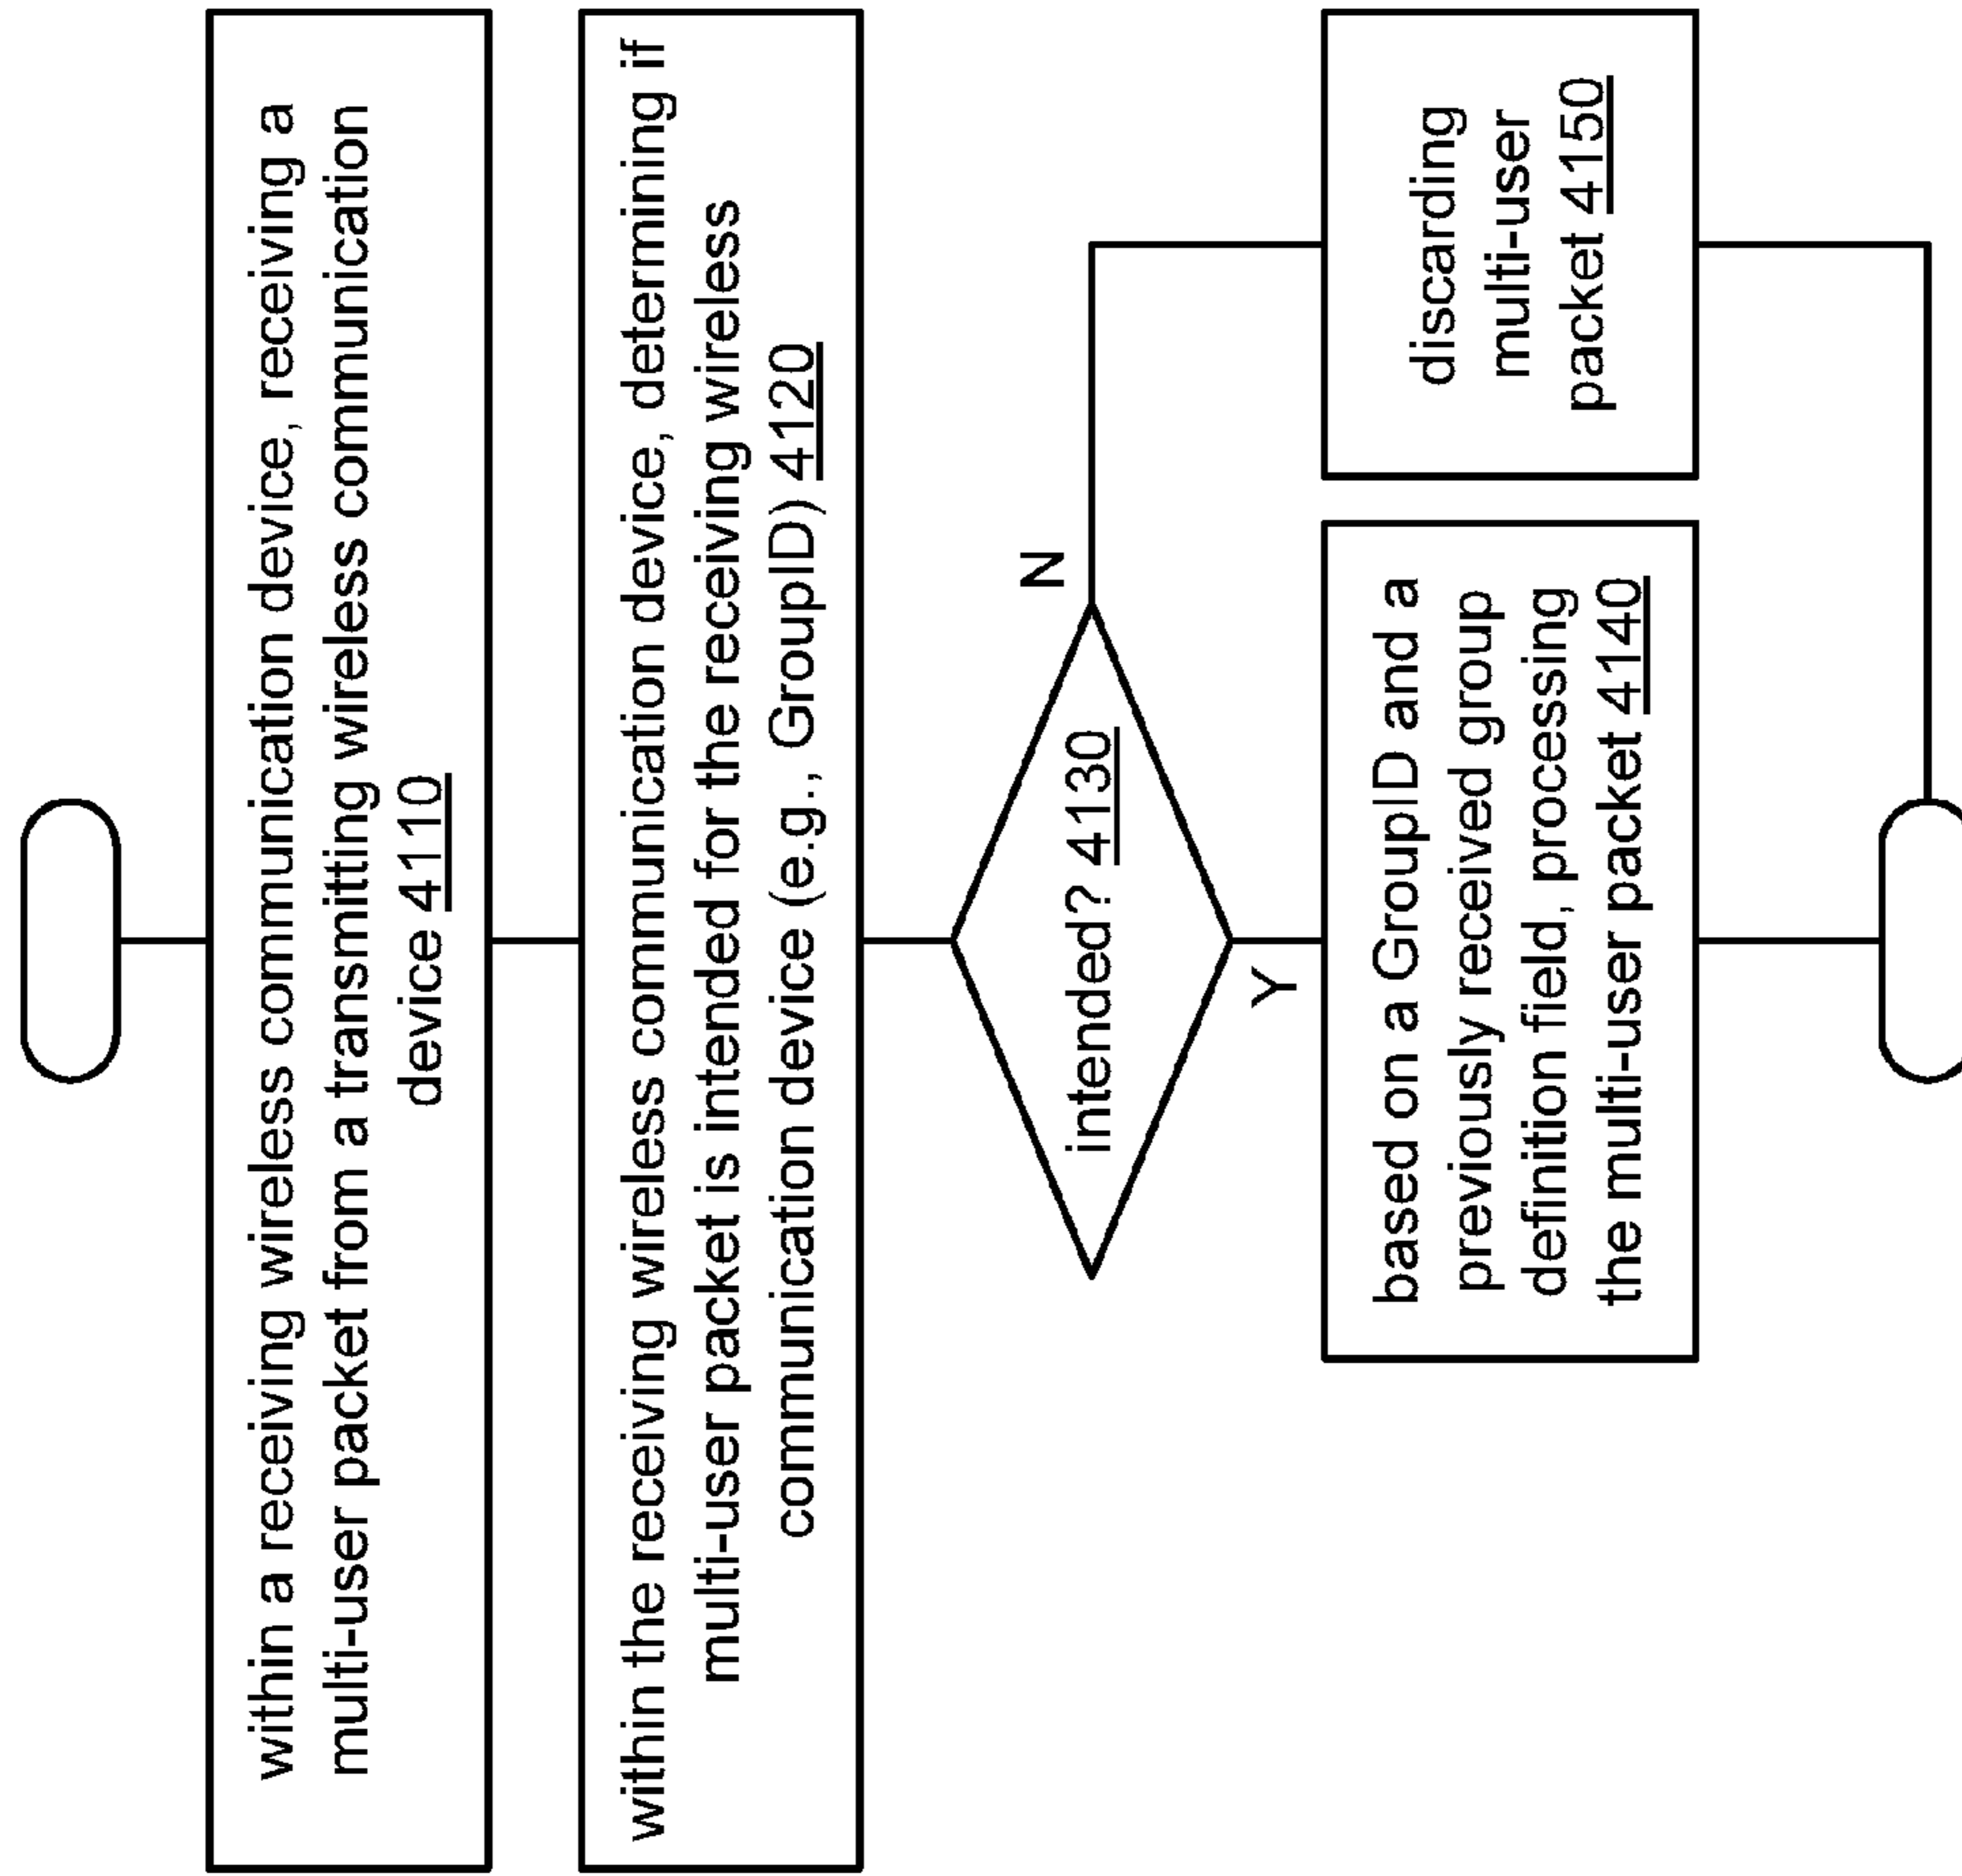 within a receiving wireless communication device, receiving a
multi-user packet from a transmitting wireless communication
device 4110
within the receiving wireless communication device, determining if
multi-user packet is intended for the receiving wireless
communication device (e.g., GroupID) 4120
intended? 4130
N
Y
based on a GroupID and a
previously received group
definition field, processing
the multi-user packet 4140
discarding
multi-user
packet 4150